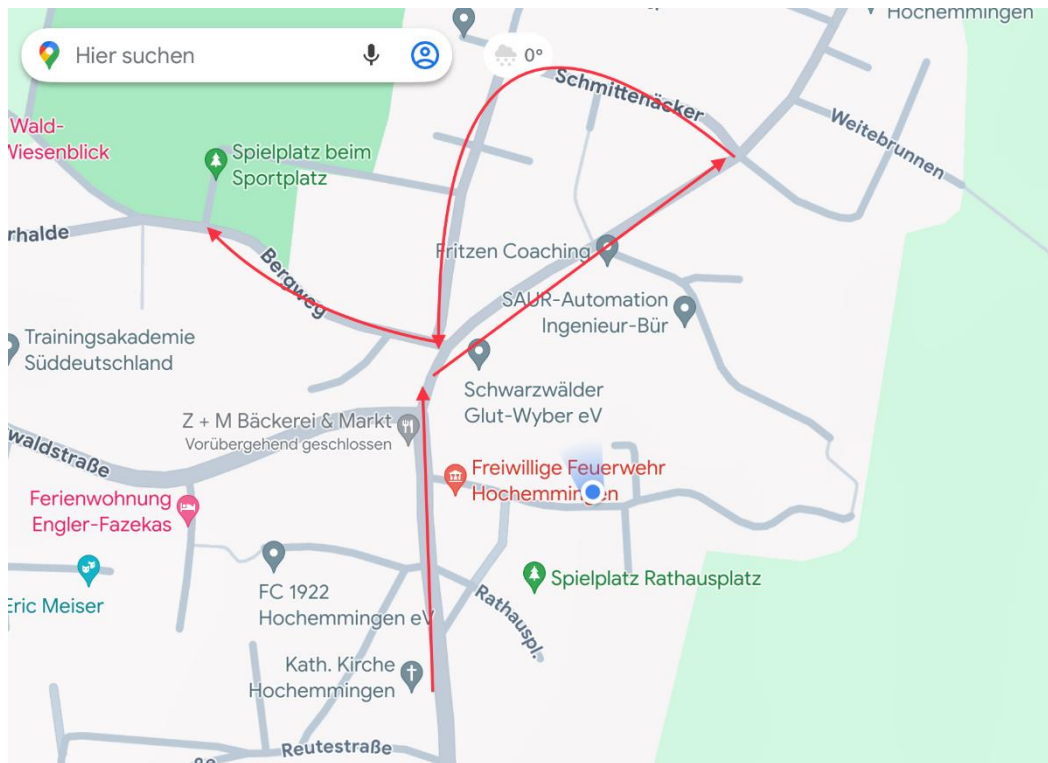 Hochemmingen
Hier suchen
0°
Schmittenäcker
Weitebrunnen
Wald-
Wiesenblick
Spielplatz beim
Sportplatz
rhalde
Bergweg
Fritzen Coaching
SAUR-Automation
Ingenieur-Bür
Trainingsakademie
Süddeutschland
Schwarzwälder
Glut-Wyber eV
Z + M Bäckerei & Markt
Vorübergehend geschlossen
waldstraße
Freiwillige Feuerwehr
Hochemmingen
Ferienwohnung
Engler-Fazekas
Spielplatz Rathausplatz
Eric Meiser
FC 1922
Hochemmingen eV
Rathauspl.
Kath. Kirche
Hochemmingen
Reutestraße